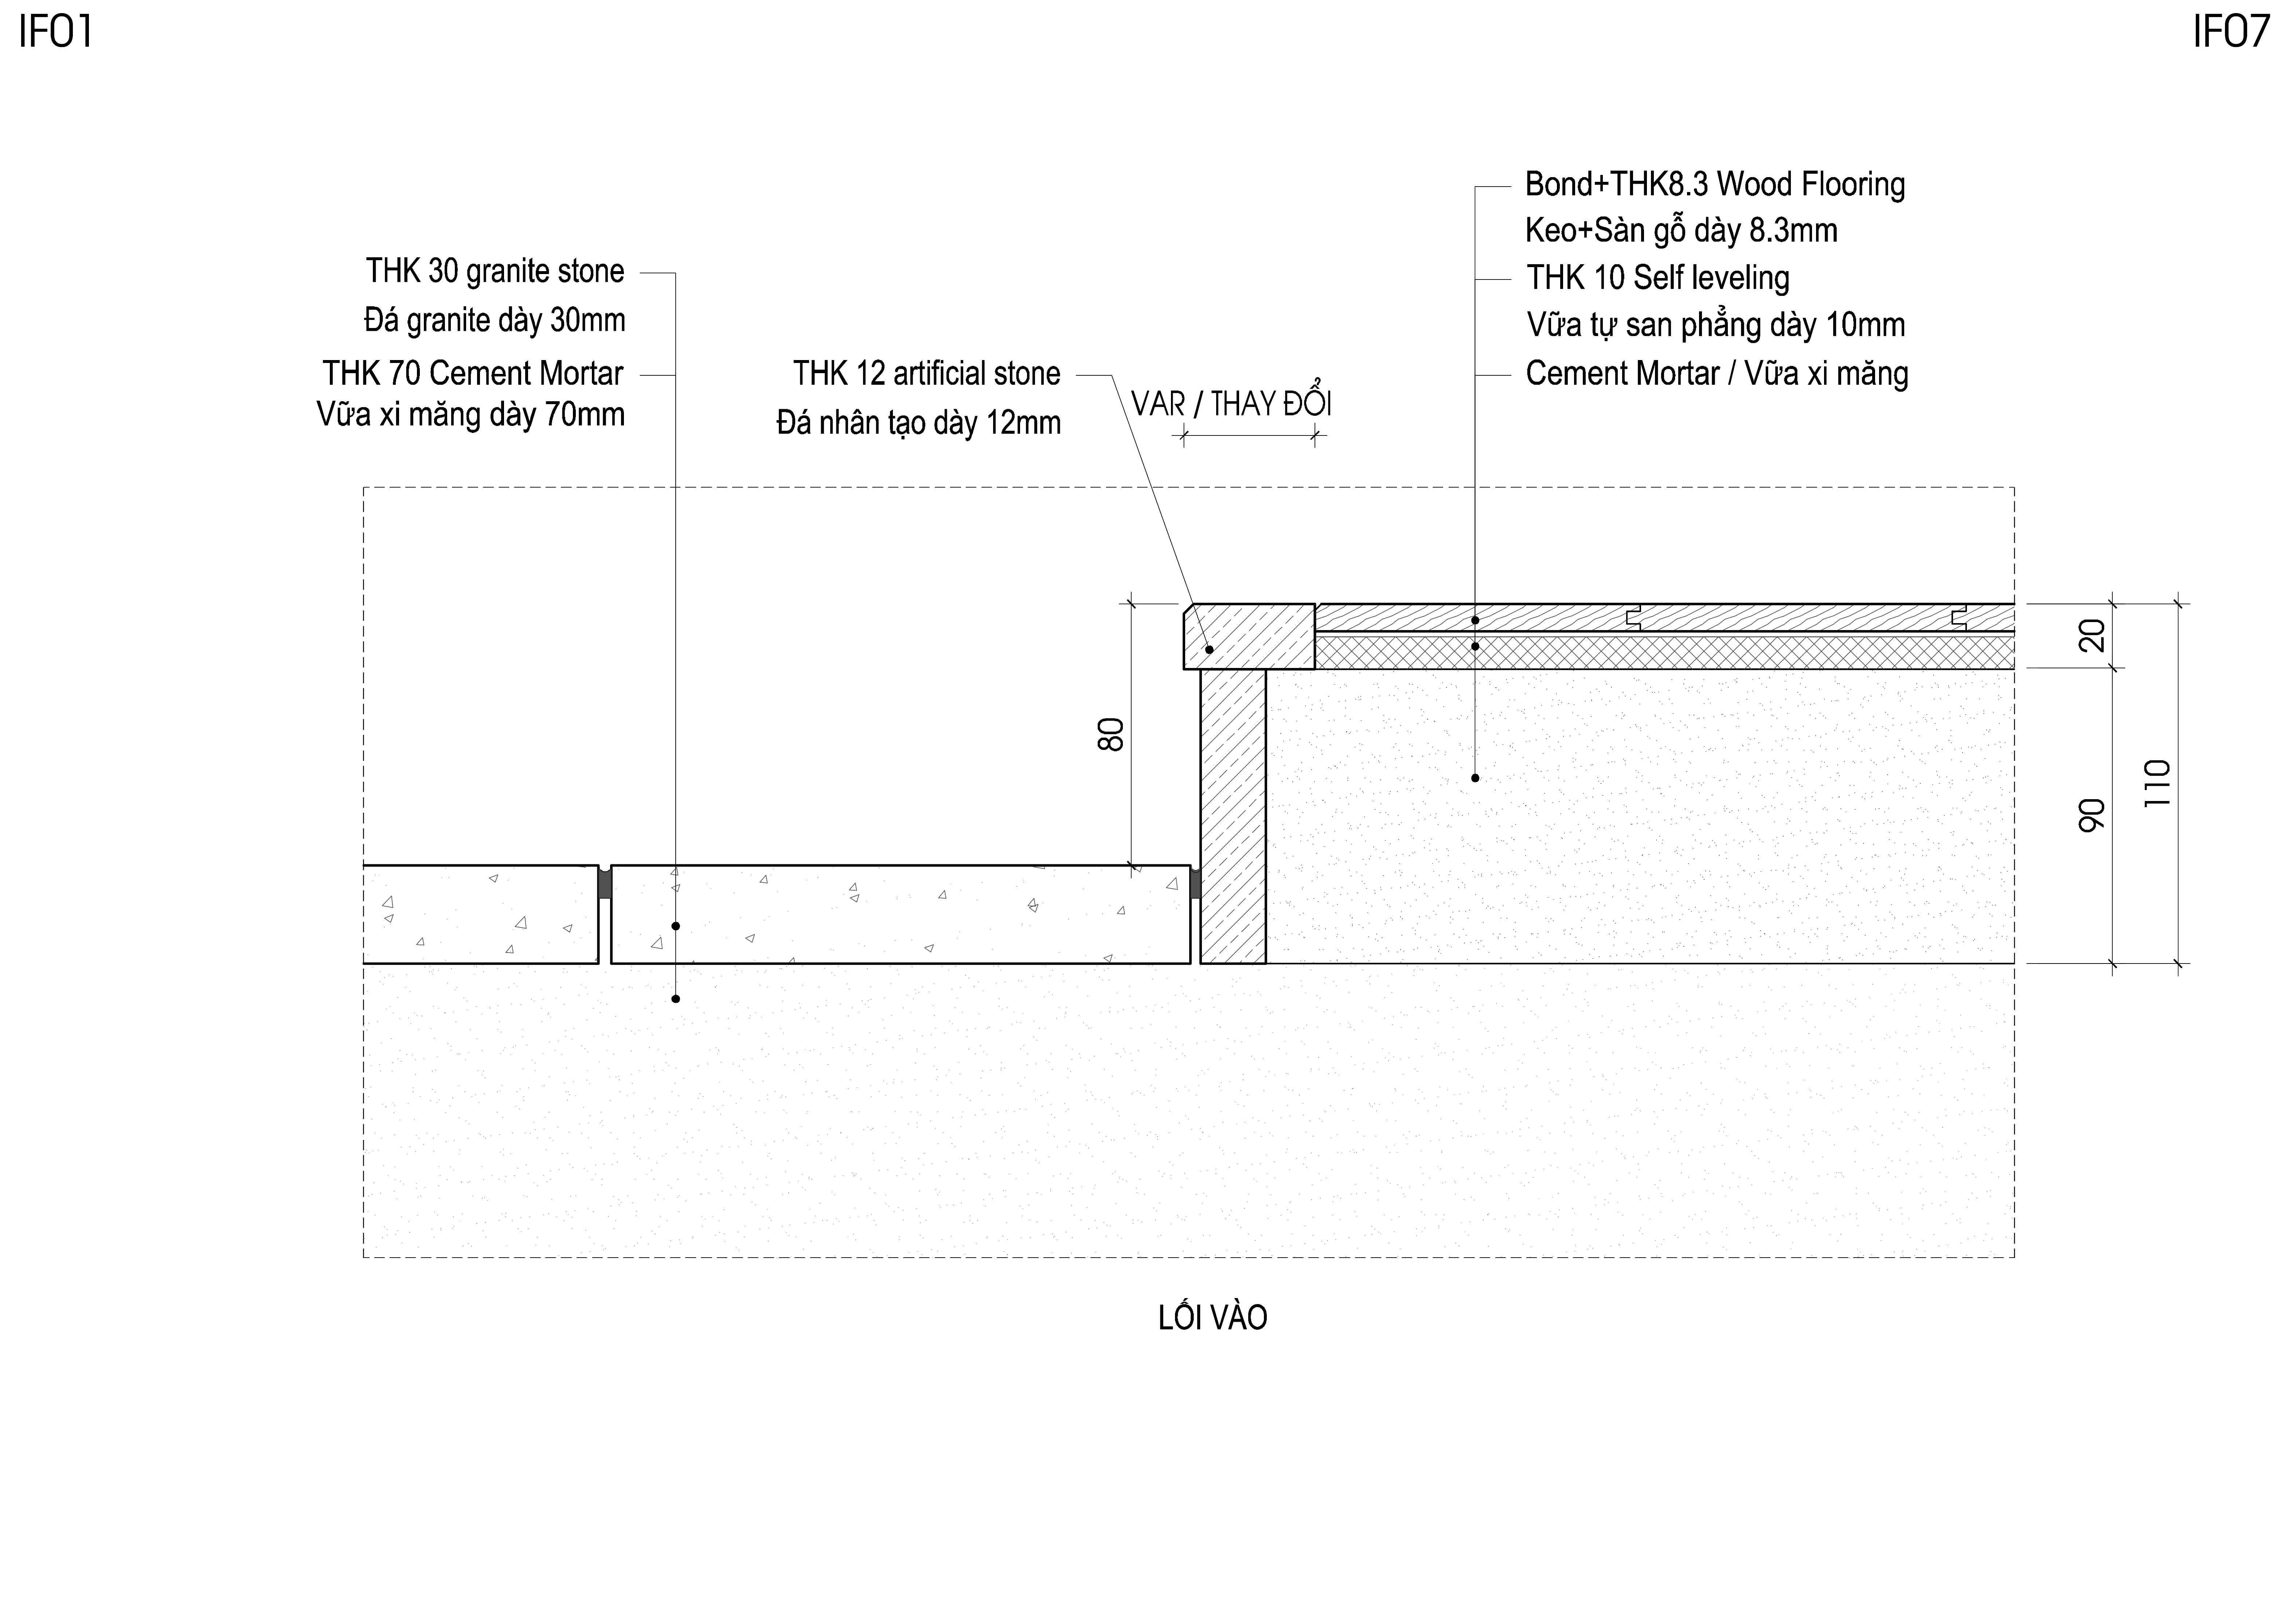 IF01
IF07
Bond+THK8.3 Wood Flooring
Keo+Sàn gỗ dày 8.3mm
THK 10 Self leveling
Vữa tự san phẳng dày 10mm
Cement Mortar / Vữa xi măng
THK 30 granite stone
Đá granite dày 30mm
THK 70 Cement Mortar
Vữa xi măng dày 70mm
THK 12 artificial stone
Đá nhân tạo dày 12mm
VAR / THAY ĐỔI
80
20
90
110
LỐI VÀO